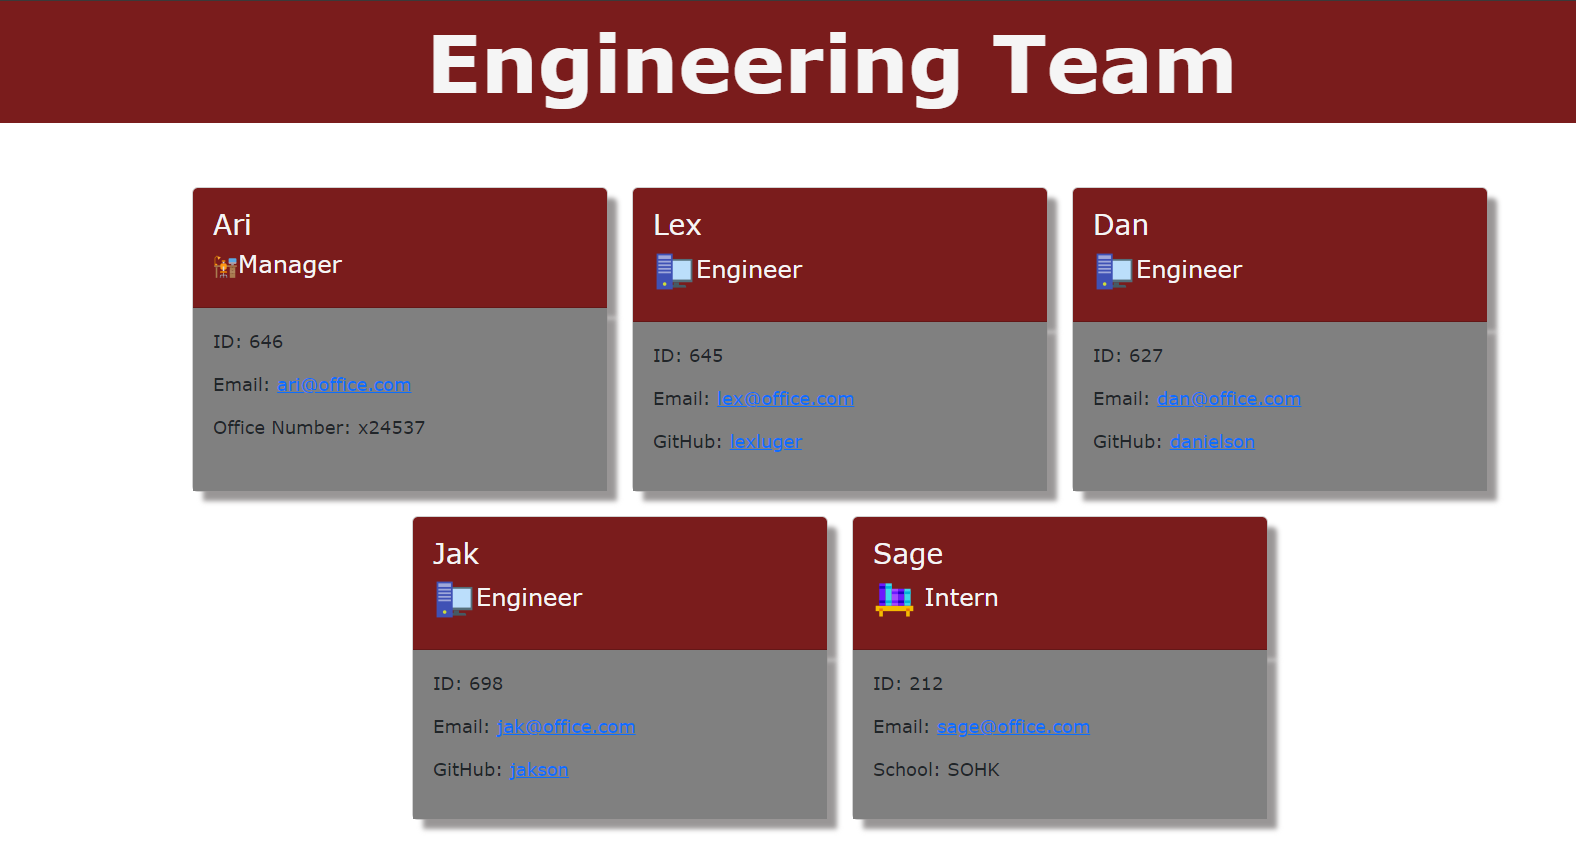 Engineering Team
Ari
Manager
ID: 646
Email: ari@office.com
Office Number: x24537
Lex
Engineer
ID: 645
Email: lex@office.com
GitHub: lexluger
Dan
Engineer
ID: 627
Email: dan@office.com
GitHub: danielson
Jak
Engineer
ID: 698
Email: jak@office.com
GitHub: jakson
Sage
Intern
ID: 212
Email: sage@office.com
School: SOHK